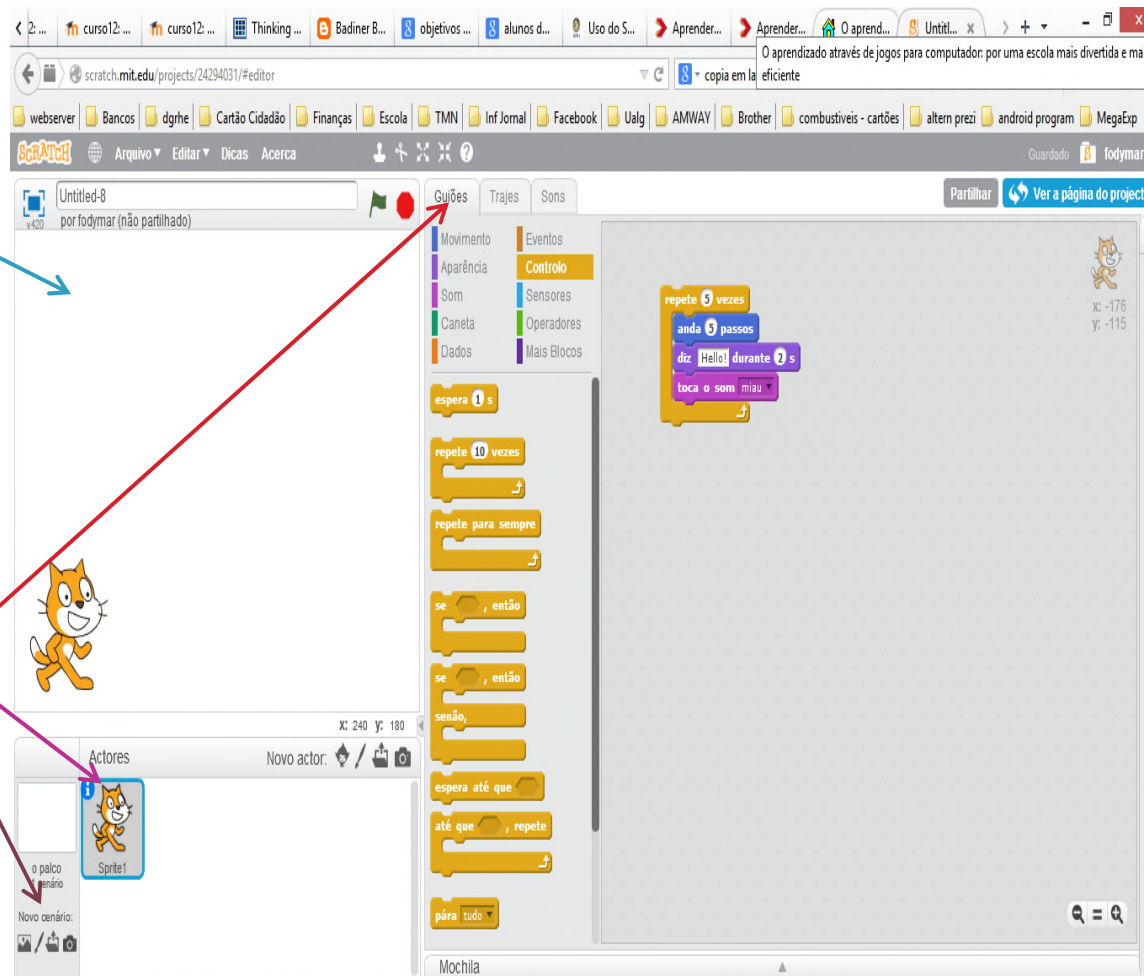 2: ... curso12: ... curso12: ... Thinking ... Badiner B... objetivos ... alunos d... Uso do S... Aprender... Aprender... O aprend... Untitl... x
O aprendizado através de jogos para computador: por uma escola mais divertida e ma
eficiente
scratch.mit.edu/projects/24294031/#editor
copia em la
webserver Bancos dgrhe Cartão Cidadão Finanças Escola TMN Inf Jornal Facebook Ualg AMWAY Brother combustiveis - cartões altern prezi android program MegaExp
SCRATCH Arquivo Editar Dicas Acerca
Guardado fodymar
Untitled-8
por fodymar (não partilhado)
v420
Guiões Trajes Sons
Partilhar Ver a página do project
Movimento Eventos
Aparência Controlo
Som Sensores
Caneta Operadores
Dados Mais Blocos
espera 1 s
repete 10 vezes
repete para sempre
se , então
se , então
senão,
espera até que
até que , repete
pára tudo
repete 5 vezes
anda 5 passos
diz Hello! durante 2 s
toca o som miau
x: -176
y: -115
X: 240 y: 180
Actores
Novo actor:
Sprite1
o palco
Novo cenário:
Mochila